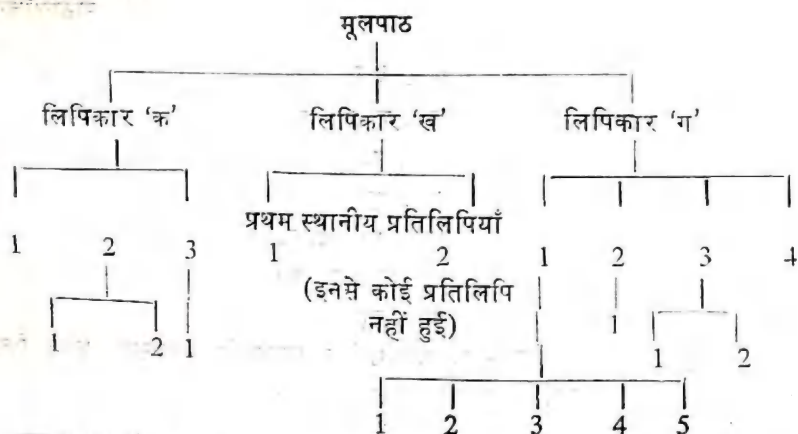 मूलपाठ
लिपिकार ‘क’ लिपिकार ‘ख’ लिपिकार ‘ग’
प्रथम स्थानीय प्रतिलिपियाँ
1 2 3 1 2 1 2 3 4
(इनसे कोई प्रतिलिपि
नहीं हुई)
1 2 1 1 1 2
1 2 3 4 5